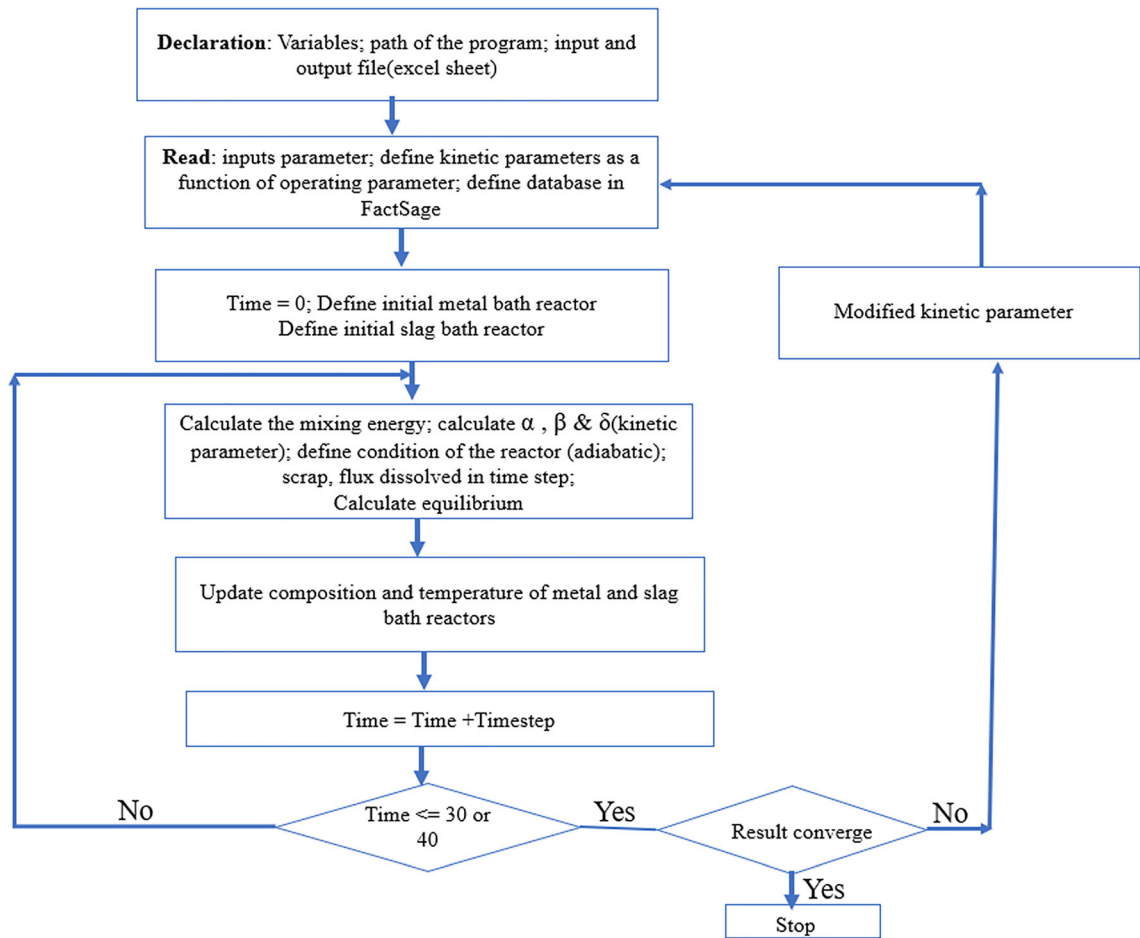 Declaration: Variables; path of the program; input and
output file(excel sheet)
Read: inputs parameter; define kinetic parameters as a
function of operating parameter; define database in
FactSage
Time = 0; Define initial metal bath reactor
Define initial slag bath reactor
Modified kinetic parameter
Calculate the mixing energy; calculate α , β & δ(kinetic
parameter); define condition of the reactor (adiabatic);
scrap, flux dissolved in time step;
Calculate equilibrium
Update composition and temperature of metal and slag
bath reactors
Time = Time +Timestep
No
Time <= 30 or
40
Yes
Result converge
No
Yes
Stop